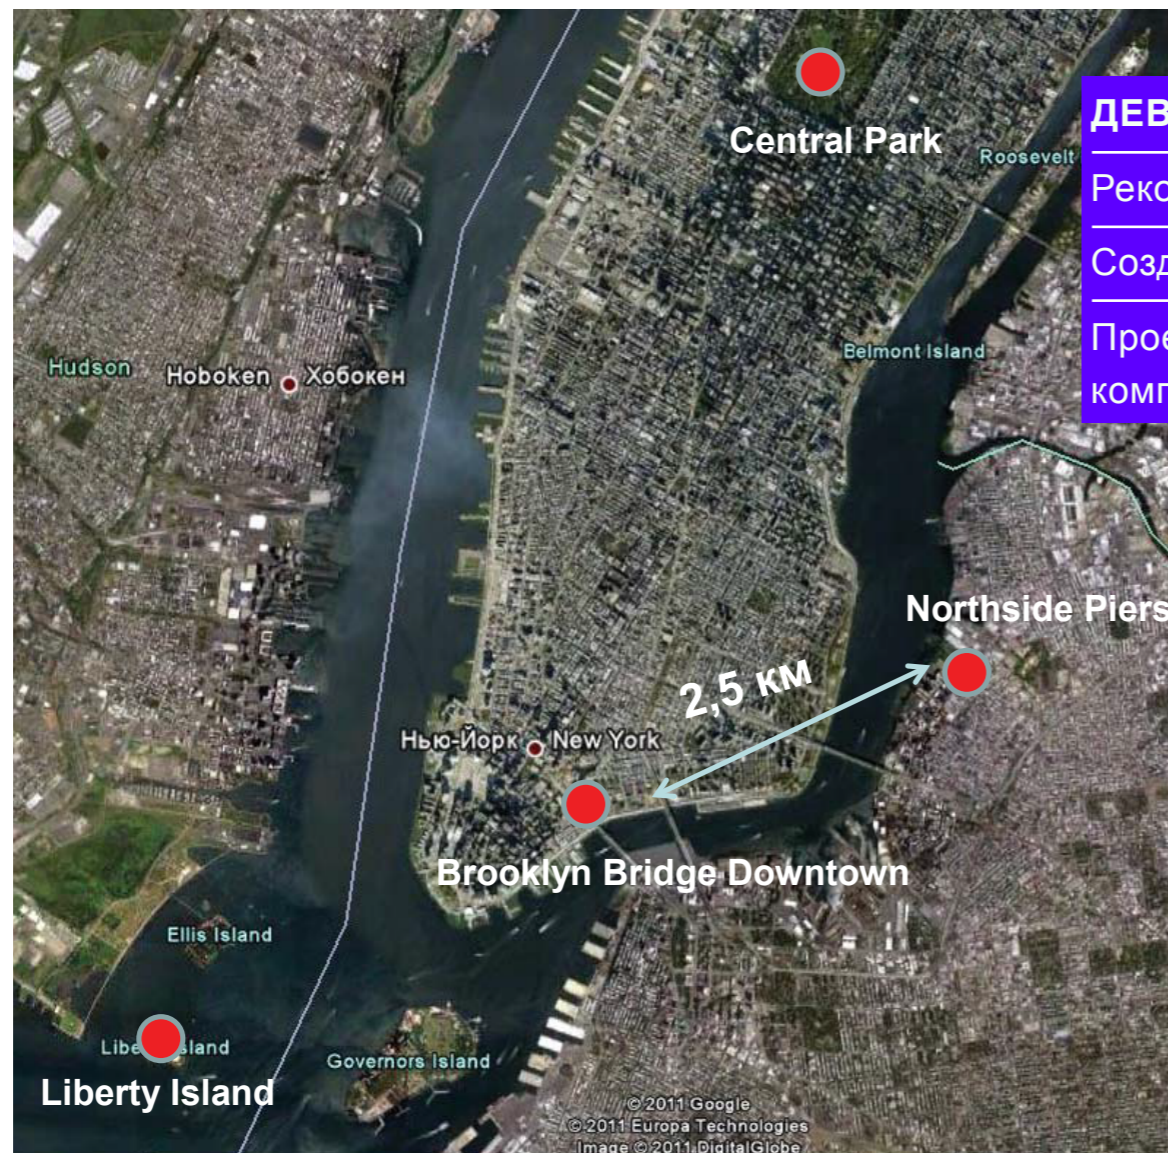 Central Park
Roosevelt
ДЕВ
Реко
Созд
Прое
комп
Belmont Island
Hudson
Hoboken Хобокен
Northside Piers
2,5 км
Нью-Йорк New York
Brooklyn Bridge Downtown
Ellis Island
Liberty Island
Governors Island
Liberty Island
© 2011 Google
© 2011 Europa Technologies
Image © 2011 DigitalGlobe